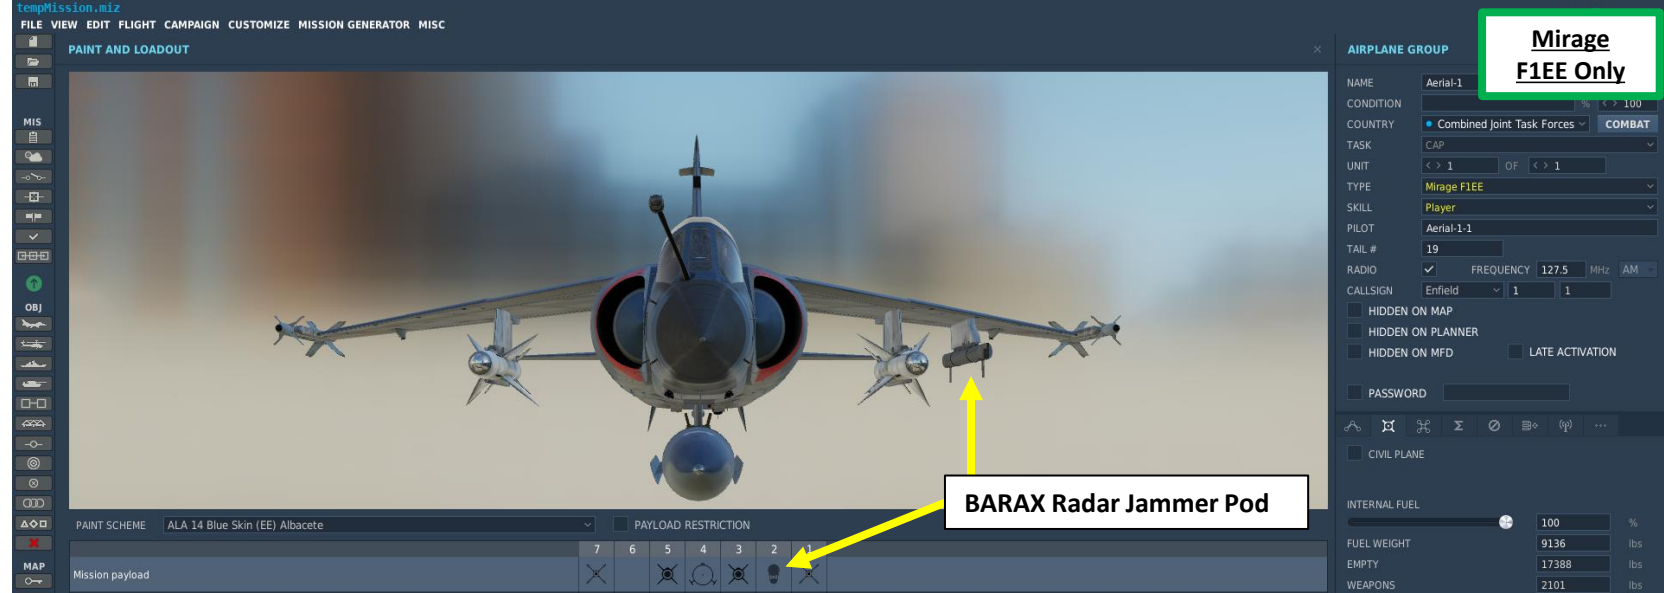 tempMission.miz
FILE VIEW EDIT FLIGHT CAMPAIGN CUSTOMIZE MISSION GENERATOR MISC
PAINT AND LOADOUT
AIRPLANE GROUP
Mirage
F1EE Only
NAME Aerial-1
CONDITION % < > 100
COUNTRY Combined Joint Task Forces COMBAT
TASK CAP
UNIT < > 1 OF < > 1
TYPE Mirage F1EE
SKILL Player
PILOT Aerial-1-1
TAIL # 19
RADIO FREQUENCY 127.5 MHz AM
CALLSIGN Enfield 1 1
HIDDEN ON MAP
HIDDEN ON PLANNER
HIDDEN ON MFD LATE ACTIVATION
PASSWORD
CIVIL PLANE
INTERNAL FUEL
100 %
FUEL WEIGHT 9136 lbs
EMPTY 17388 lbs
WEAPONS 2101 lbs
MIS
OBJ
MAP
BARAX Radar Jammer Pod
PAINT SCHEME ALA 14 Blue Skin (EE) Albacete PAYLOAD RESTRICTION
7 6 5 4 3 2 1
Mission payload